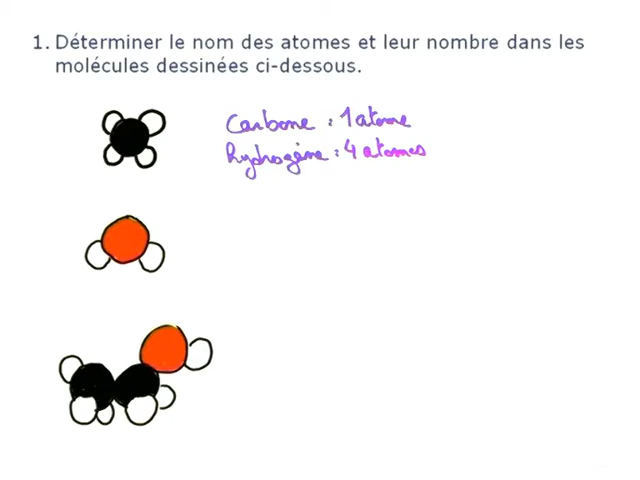 1. Déterminer le nom des atomes et leur nombre dans les
molécules dessinées ci-dessous.
Carbone : 1 atome
hydrogène : 4 atomes